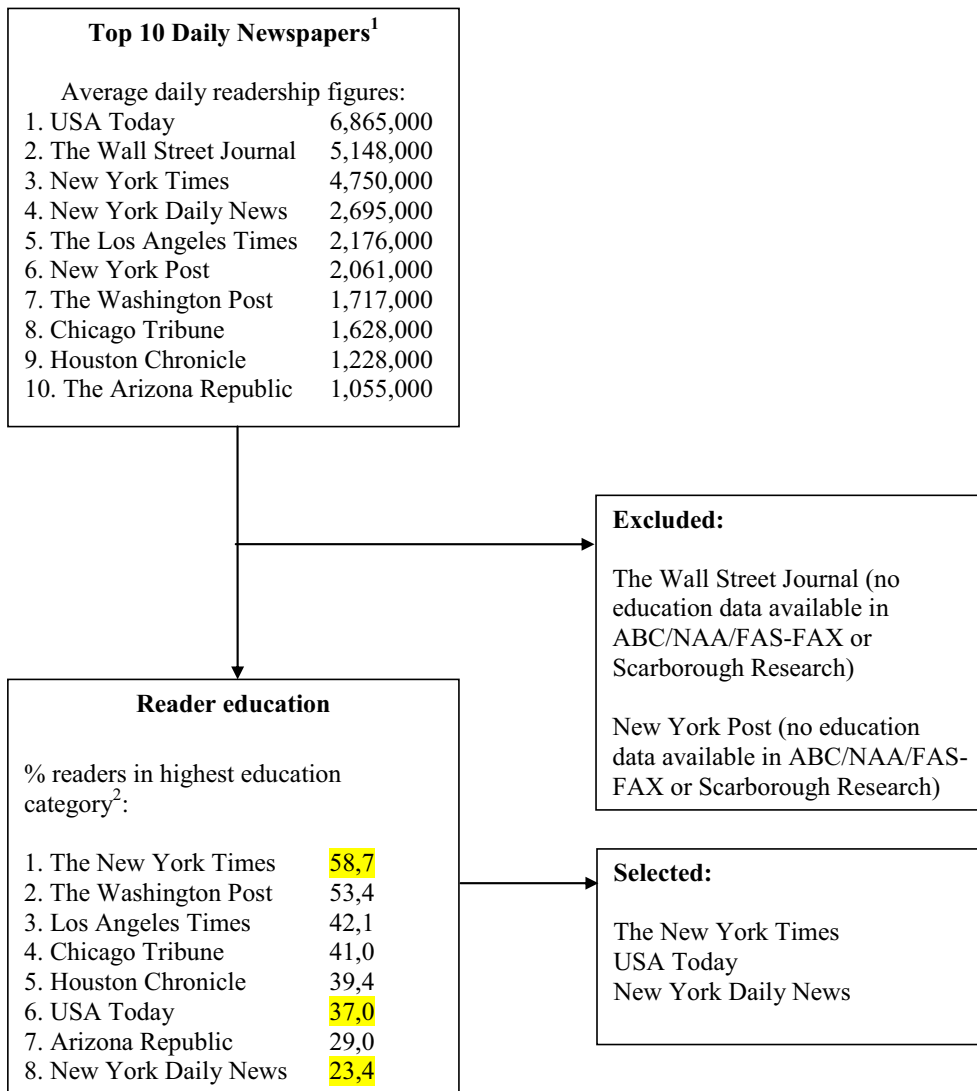 Top 10 Daily Newspapers1
Average daily readership figures:
1. USA Today 6,865,000
2. The Wall Street Journal 5,148,000
3. New York Times 4,750,000
4. New York Daily News 2,695,000
5. The Los Angeles Times 2,176,000
6. New York Post 2,061,000
7. The Washington Post 1,717,000
8. Chicago Tribune 1,628,000
9. Houston Chronicle 1,228,000
10. The Arizona Republic 1,055,000
Excluded:
The Wall Street Journal (no
education data available in
ABC/NAA/FAS-FAX or
Scarborough Research)
New York Post (no education
data available in ABC/NAA/FAS-
FAX or Scarborough Research)
Reader education
% readers in highest education
category2:
1. The New York Times 58,7
2. The Washington Post 53,4
3. Los Angeles Times 42,1
4. Chicago Tribune 41,0
5. Houston Chronicle 39,4
6. USA Today 37,0
7. Arizona Republic 29,0
8. New York Daily News 23,4
Selected:
The New York Times
USA Today
New York Daily News